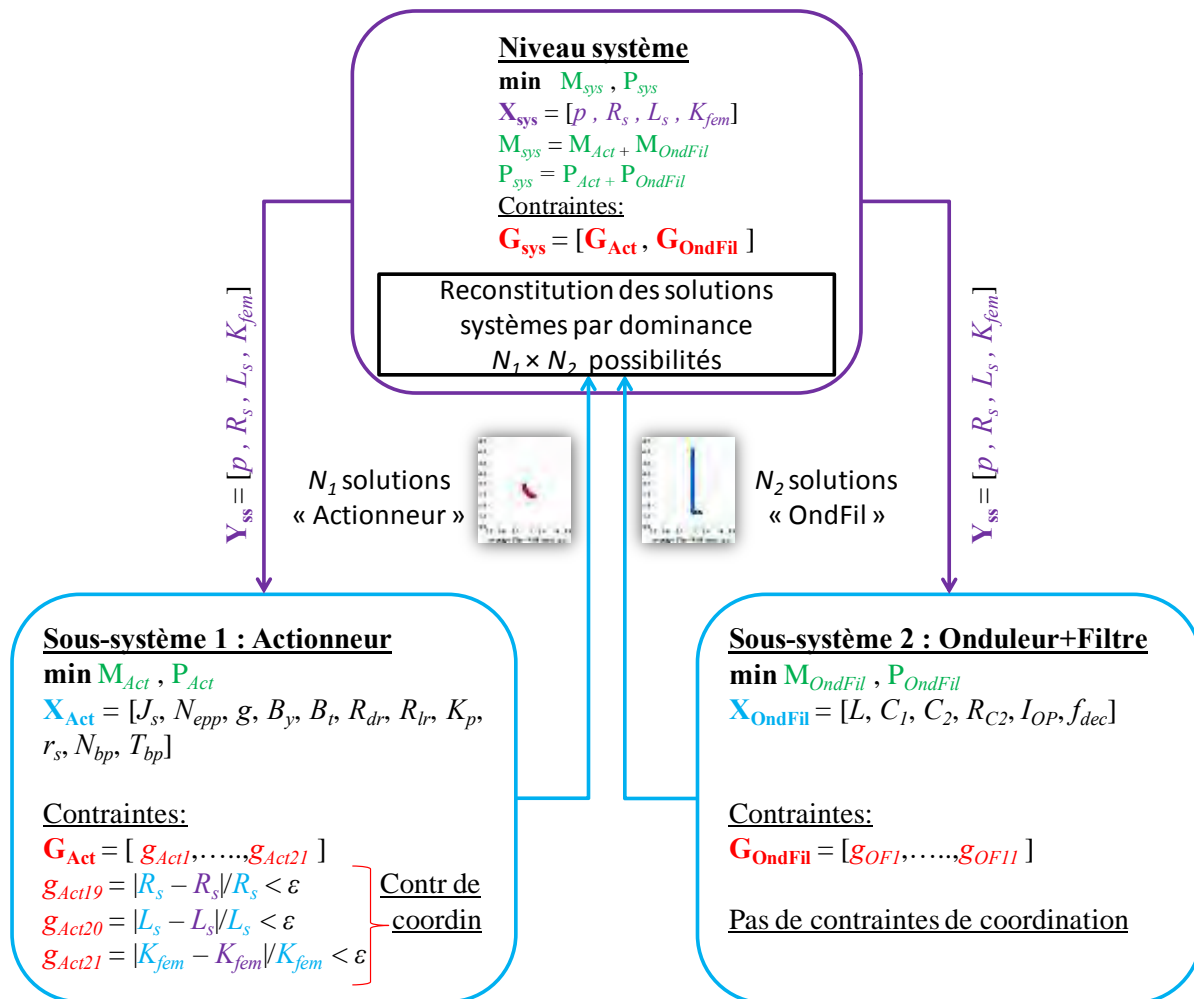 Niveau système
min M_sys , P_sys
X_sys = [p , R_s , L_s , K_fem]
M_sys = M_Act + M_OndFil
P_sys = P_Act + P_OndFil
Contraintes:
G_sys = [G_Act , G_OndFil ]
Reconstitution des solutions
systèmes par dominance
N_1 × N_2 possibilités
Y_ss = [p , R_s , L_s , K_fem]
Y_ss = [p , R_s , L_s , K_fem]
N_1 solutions
« Actionneur »
N_2 solutions
« OndFil »
Sous-système 1 : Actionneur
min M_Act , P_Act
X_Act = [J_s, N_epp, g, B_y, B_t, R_dr, R_lr, K_p,
r_s, N_bp, T_bp]
Contraintes:
G_Act = [ g_Act1,…..,g_Act21 ]
g_Act19 = |R_s – R_s|/R_s < ε
g_Act20 = |L_s – L_s|/L_s < ε
g_Act21 = |K_fem – K_fem|/K_fem < ε
Contr de
coordin
Sous-système 2 : Onduleur+Filtre
min M_OndFil , P_OndFil
X_OndFil = [L, C_1, C_2, R_C2, I_OP, f_dec]
Contraintes:
G_OndFil = [g_OF1,…..,g_OF11 ]
Pas de contraintes de coordination